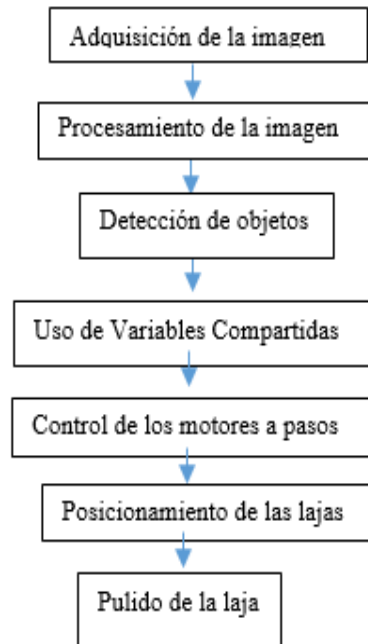 Adquisición de la imagen
Procesamiento de la imagen
Detección de objetos
Uso de Variables Compartidas
Control de los motores a pasos
Posicionamiento de las lajas
Pulido de la laja